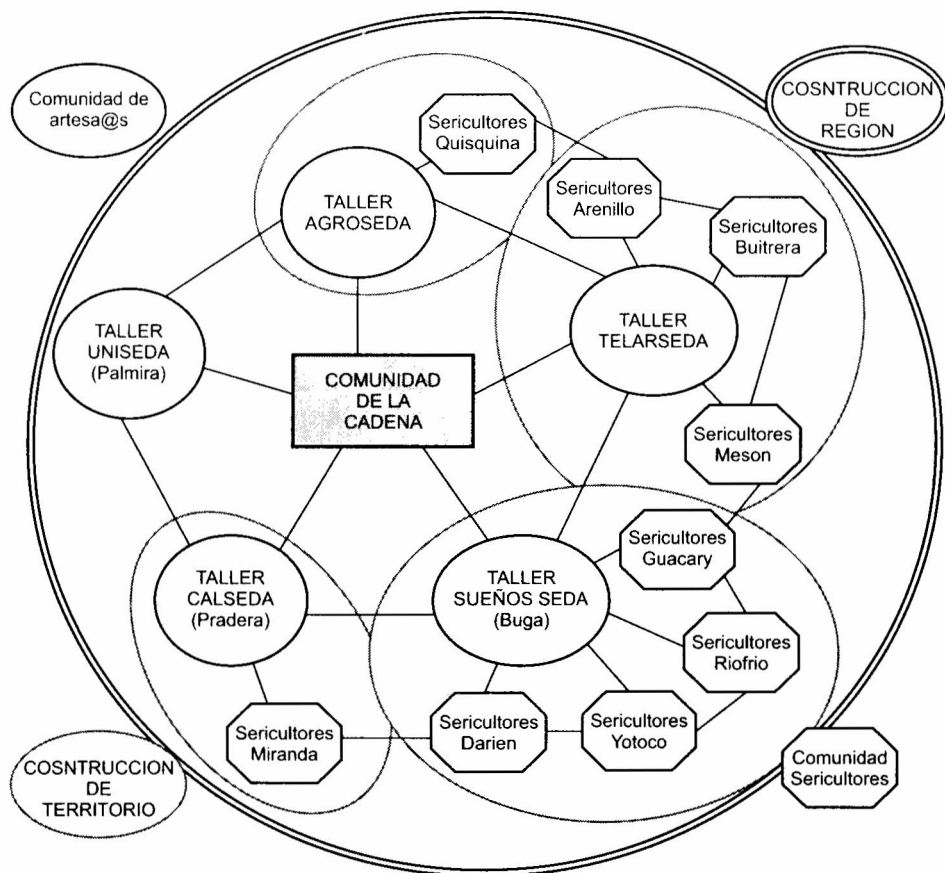 Comunidad de
artesa@s
COSNTRUCCION
DE
REGION
Sericultores
Quisquina
TALLER
AGROSEDA
Sericultores
Arenillo
Sericultores
Buitrera
TALLER
UNISEDA
(Palmira)
TALLER
TELARSEDA
COMUNIDAD
DE LA
CADENA
Sericultores
Meson
Sericultores
Guacary
TALLER
CALSEDA
(Pradera)
TALLER
SUEÑOS SEDA
(Buga)
Sericultores
Riofrio
Sericultores
Miranda
Sericultores
Darien
Sericultores
Yotoco
COSNTRUCCION
DE
TERRITORIO
Comunidad
Sericultores